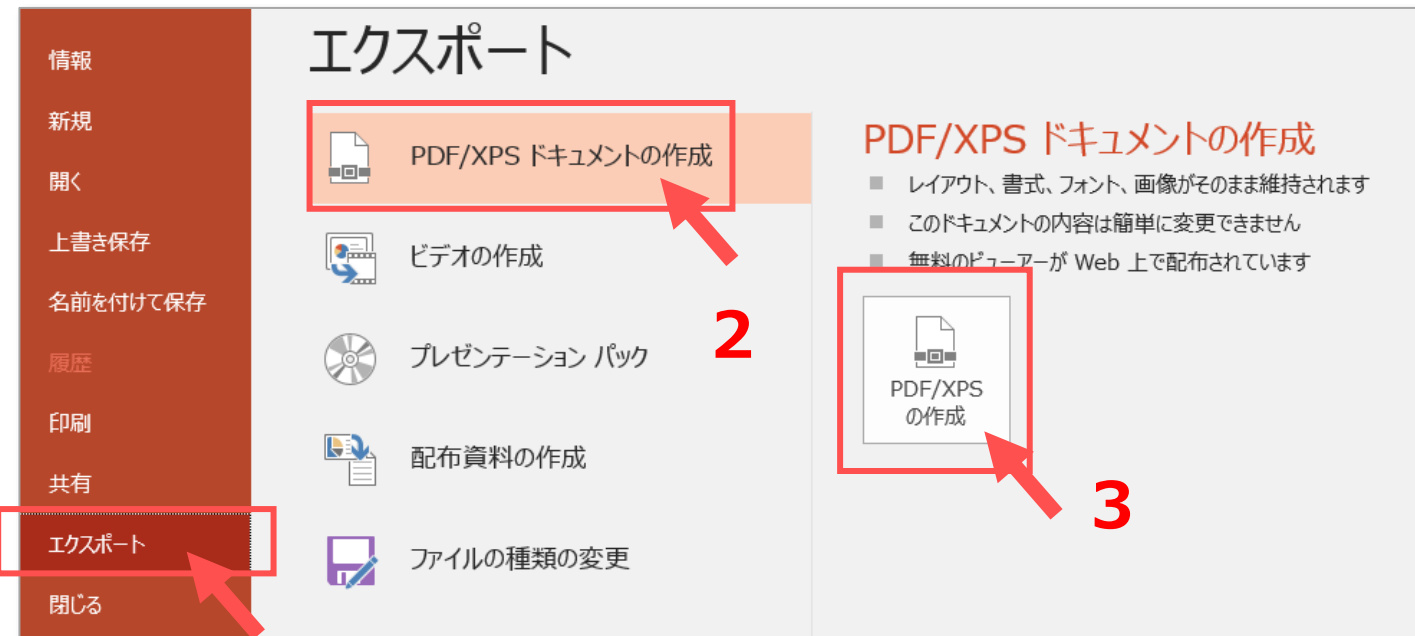 情報
新規
開く
上書き保存
名前を付けて保存
履歴
印刷
共有
エクスポート
閉じる
エクスポート
PDF/XPS ドキュメントの作成
ビデオの作成
プレゼンテーション パック
配布資料の作成
ファイルの種類の変更
2
PDF/XPS ドキュメントの作成
レイアウト、書式、フォント、画像がそのまま維持されます
このドキュメントの内容は簡単に変更できません
無料のビューアーが Web 上で配布されています
PDF/XPS
の作成
3